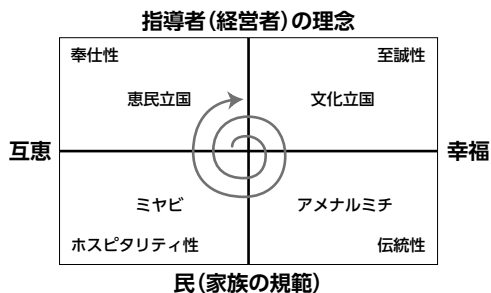 指導者（経営者）の理念
奉仕性
至誠性
恵民立国
文化立国
互恵
幸福
ミヤビ
アメナルミチ
ホスピタリティ性
伝統性
民（家族の規範）